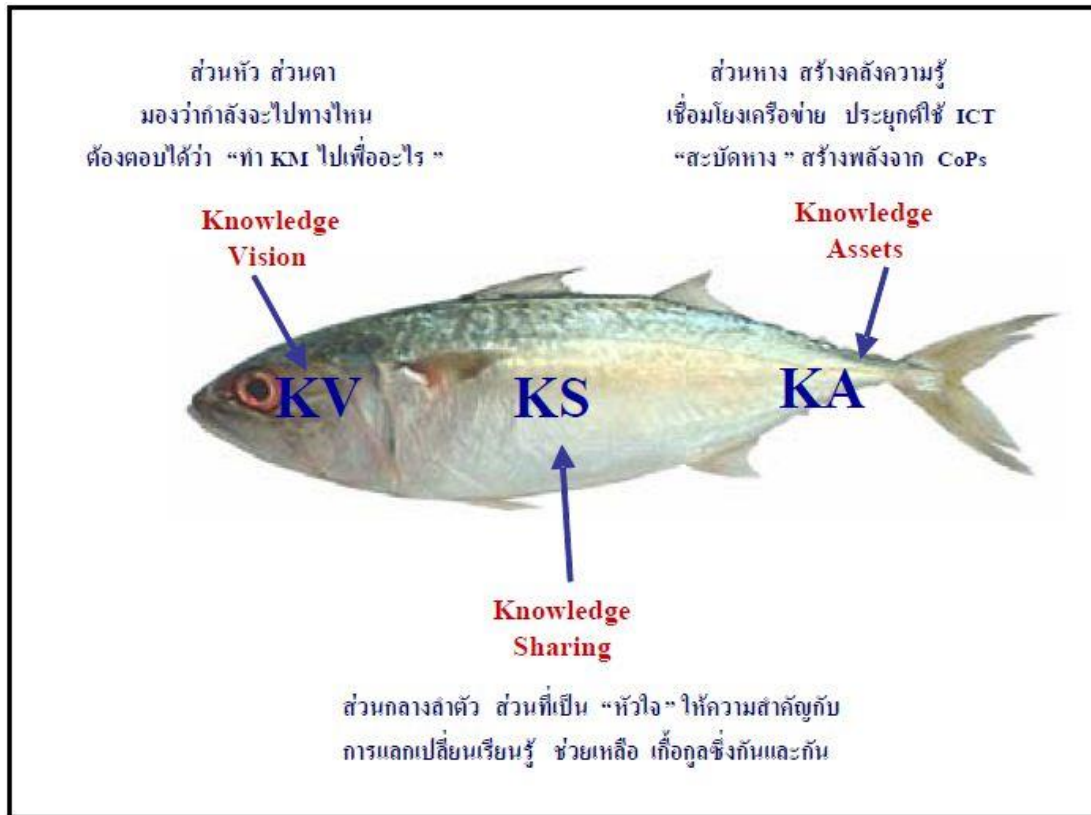 ส่วนหัว ส่วนตา
มองว่ากำลังจะไปทางไหน
ต้องตอบได้ว่า “ทำ KM ไปเพื่ออะไร ”
ส่วนหาง สร้างคลังความรู้
เชื่อมโยงเครือข่าย ประยุกต์ใช้ ICT
“สะบัดหาง ” สร้างพลังจาก CoPs
Knowledge
Vision
Knowledge
Assets
KV
KS
KA
Knowledge
Sharing
ส่วนกลางลำตัว ส่วนที่เป็น “หัวใจ ” ให้ความสำคัญกับ
การแลกเปลี่ยนเรียนรู้ ช่วยเหลือ เกื้อกูลซึ่งกันและกัน